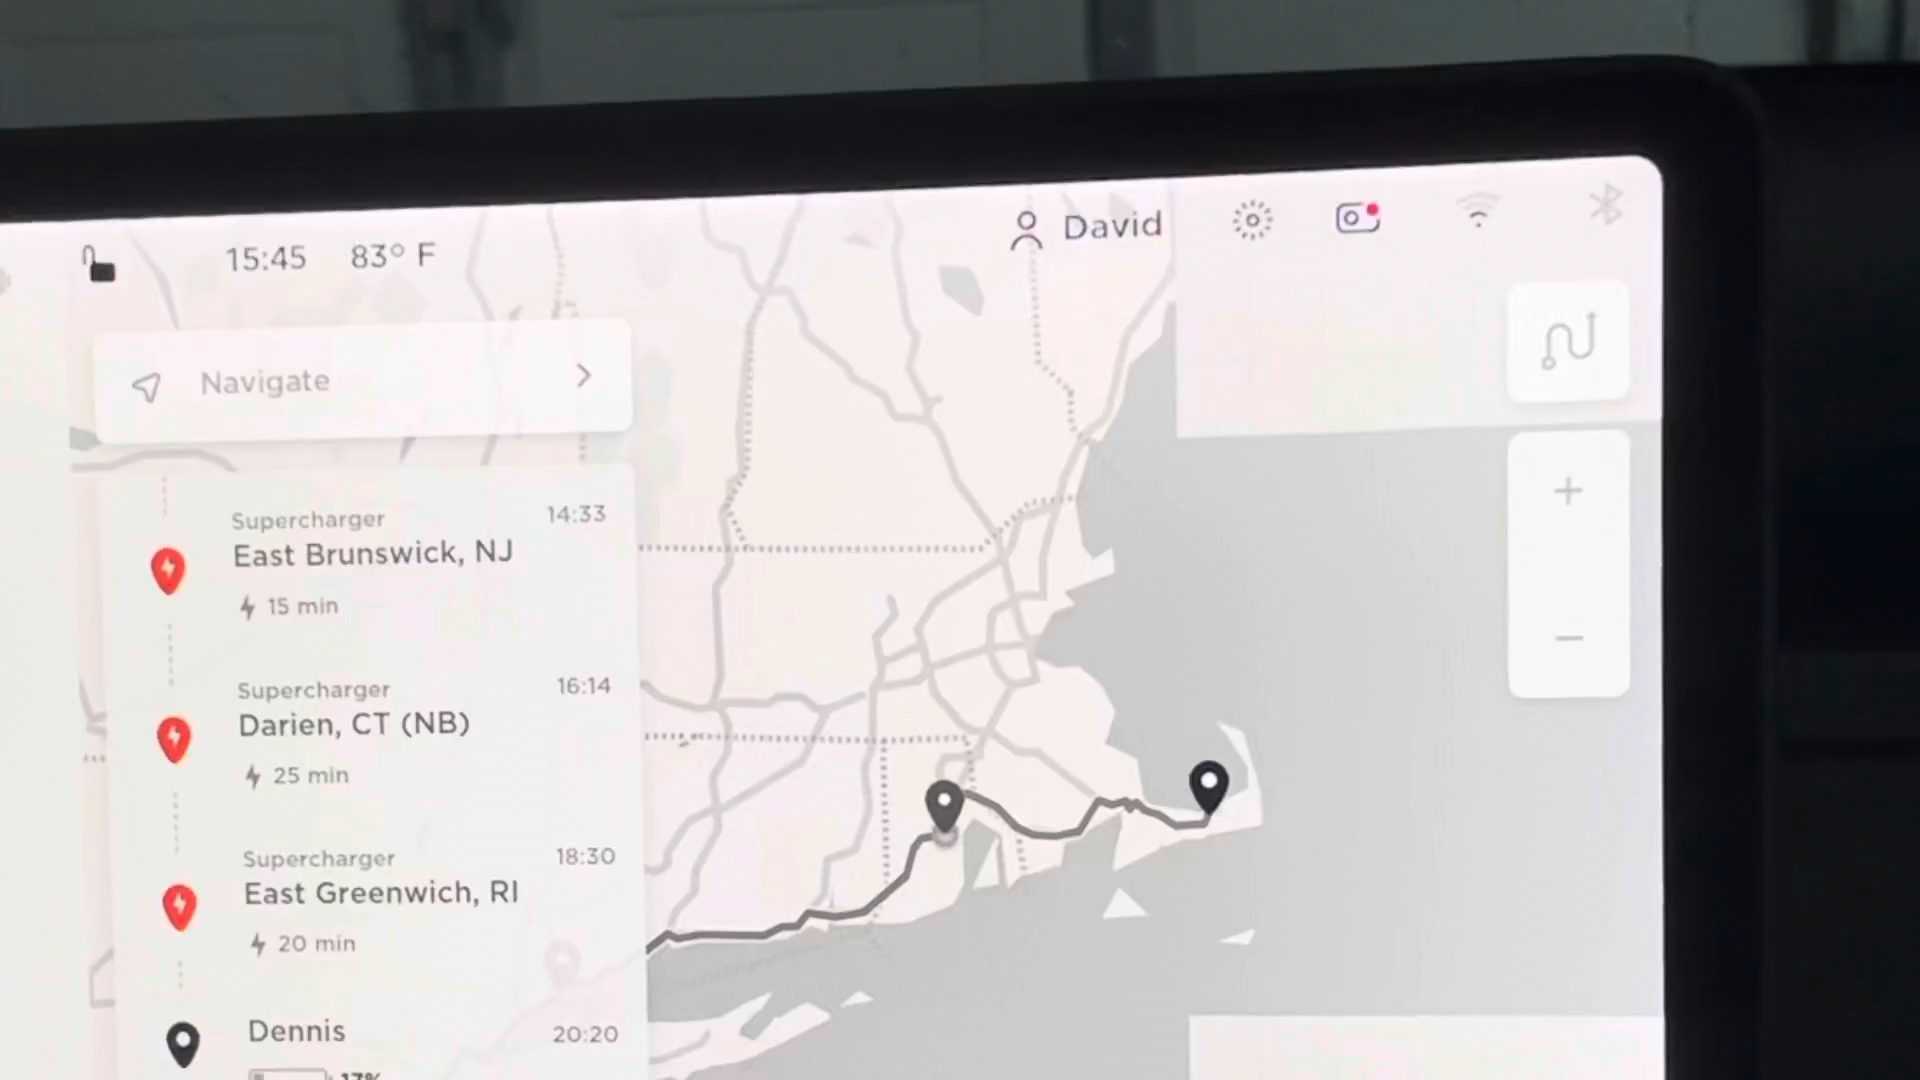 15:45 83° F
David
Navigate
Supercharger 14:33
East Brunswick, NJ
15 min
Supercharger 16:14
Darien, CT (NB)
25 min
Supercharger 18:30
East Greenwich, RI
20 min
Dennis 20:20
17%